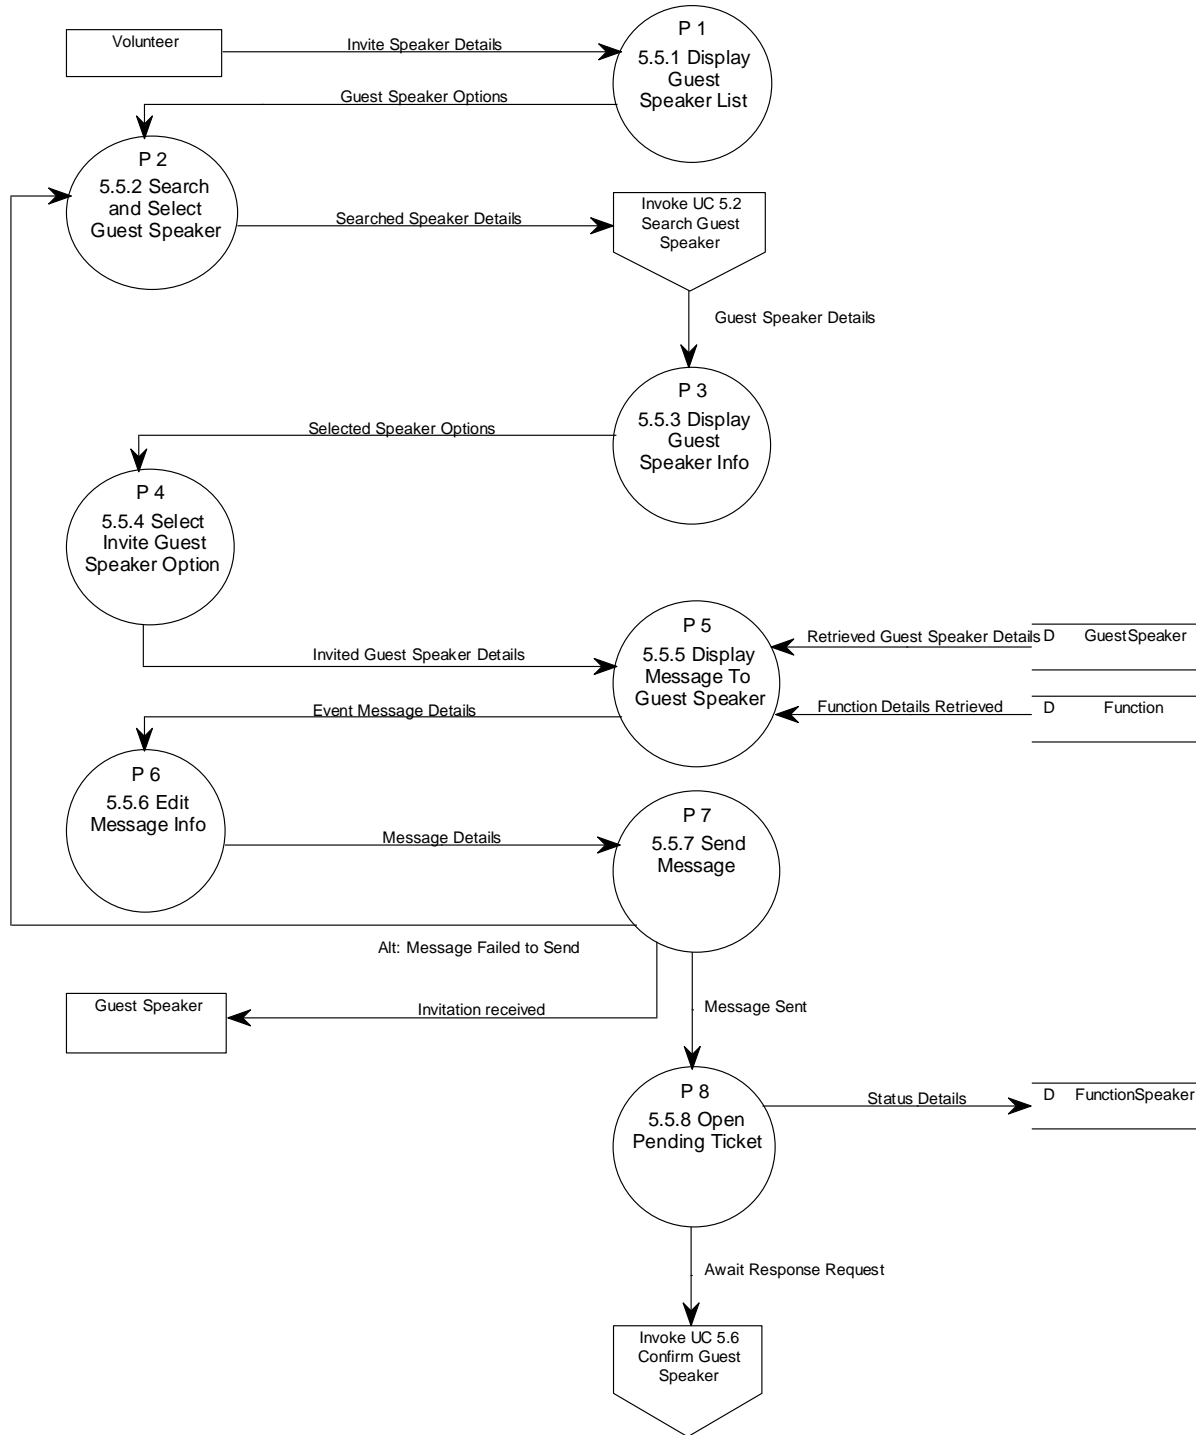 Volunteer
Invite Speaker Details
P 1
5.5.1 Display
Guest
Speaker List
Guest Speaker Options
P 2
5.5.2 Search
and Select
Guest Speaker
Searched Speaker Details
Invoke UC 5.2
Search Guest
Speaker
Guest Speaker Details
P 3
5.5.3 Display
Guest
Speaker Info
Selected Speaker Options
P 4
5.5.4 Select
Invite Guest
Speaker Option
Invited Guest Speaker Details
P 5
5.5.5 Display
Message To
Guest Speaker
Retrieved Guest Speaker Details
D GuestSpeaker
Function Details Retrieved
D Function
Event Message Details
P 6
5.5.6 Edit
Message Info
Message Details
P 7
5.5.7 Send
Message
Alt: Message Failed to Send
Guest Speaker
Invitation received
Message Sent
P 8
5.5.8 Open
Pending Ticket
Status Details
D FunctionSpeaker
Await Response Request
Invoke UC 5.6
Confirm Guest
Speaker